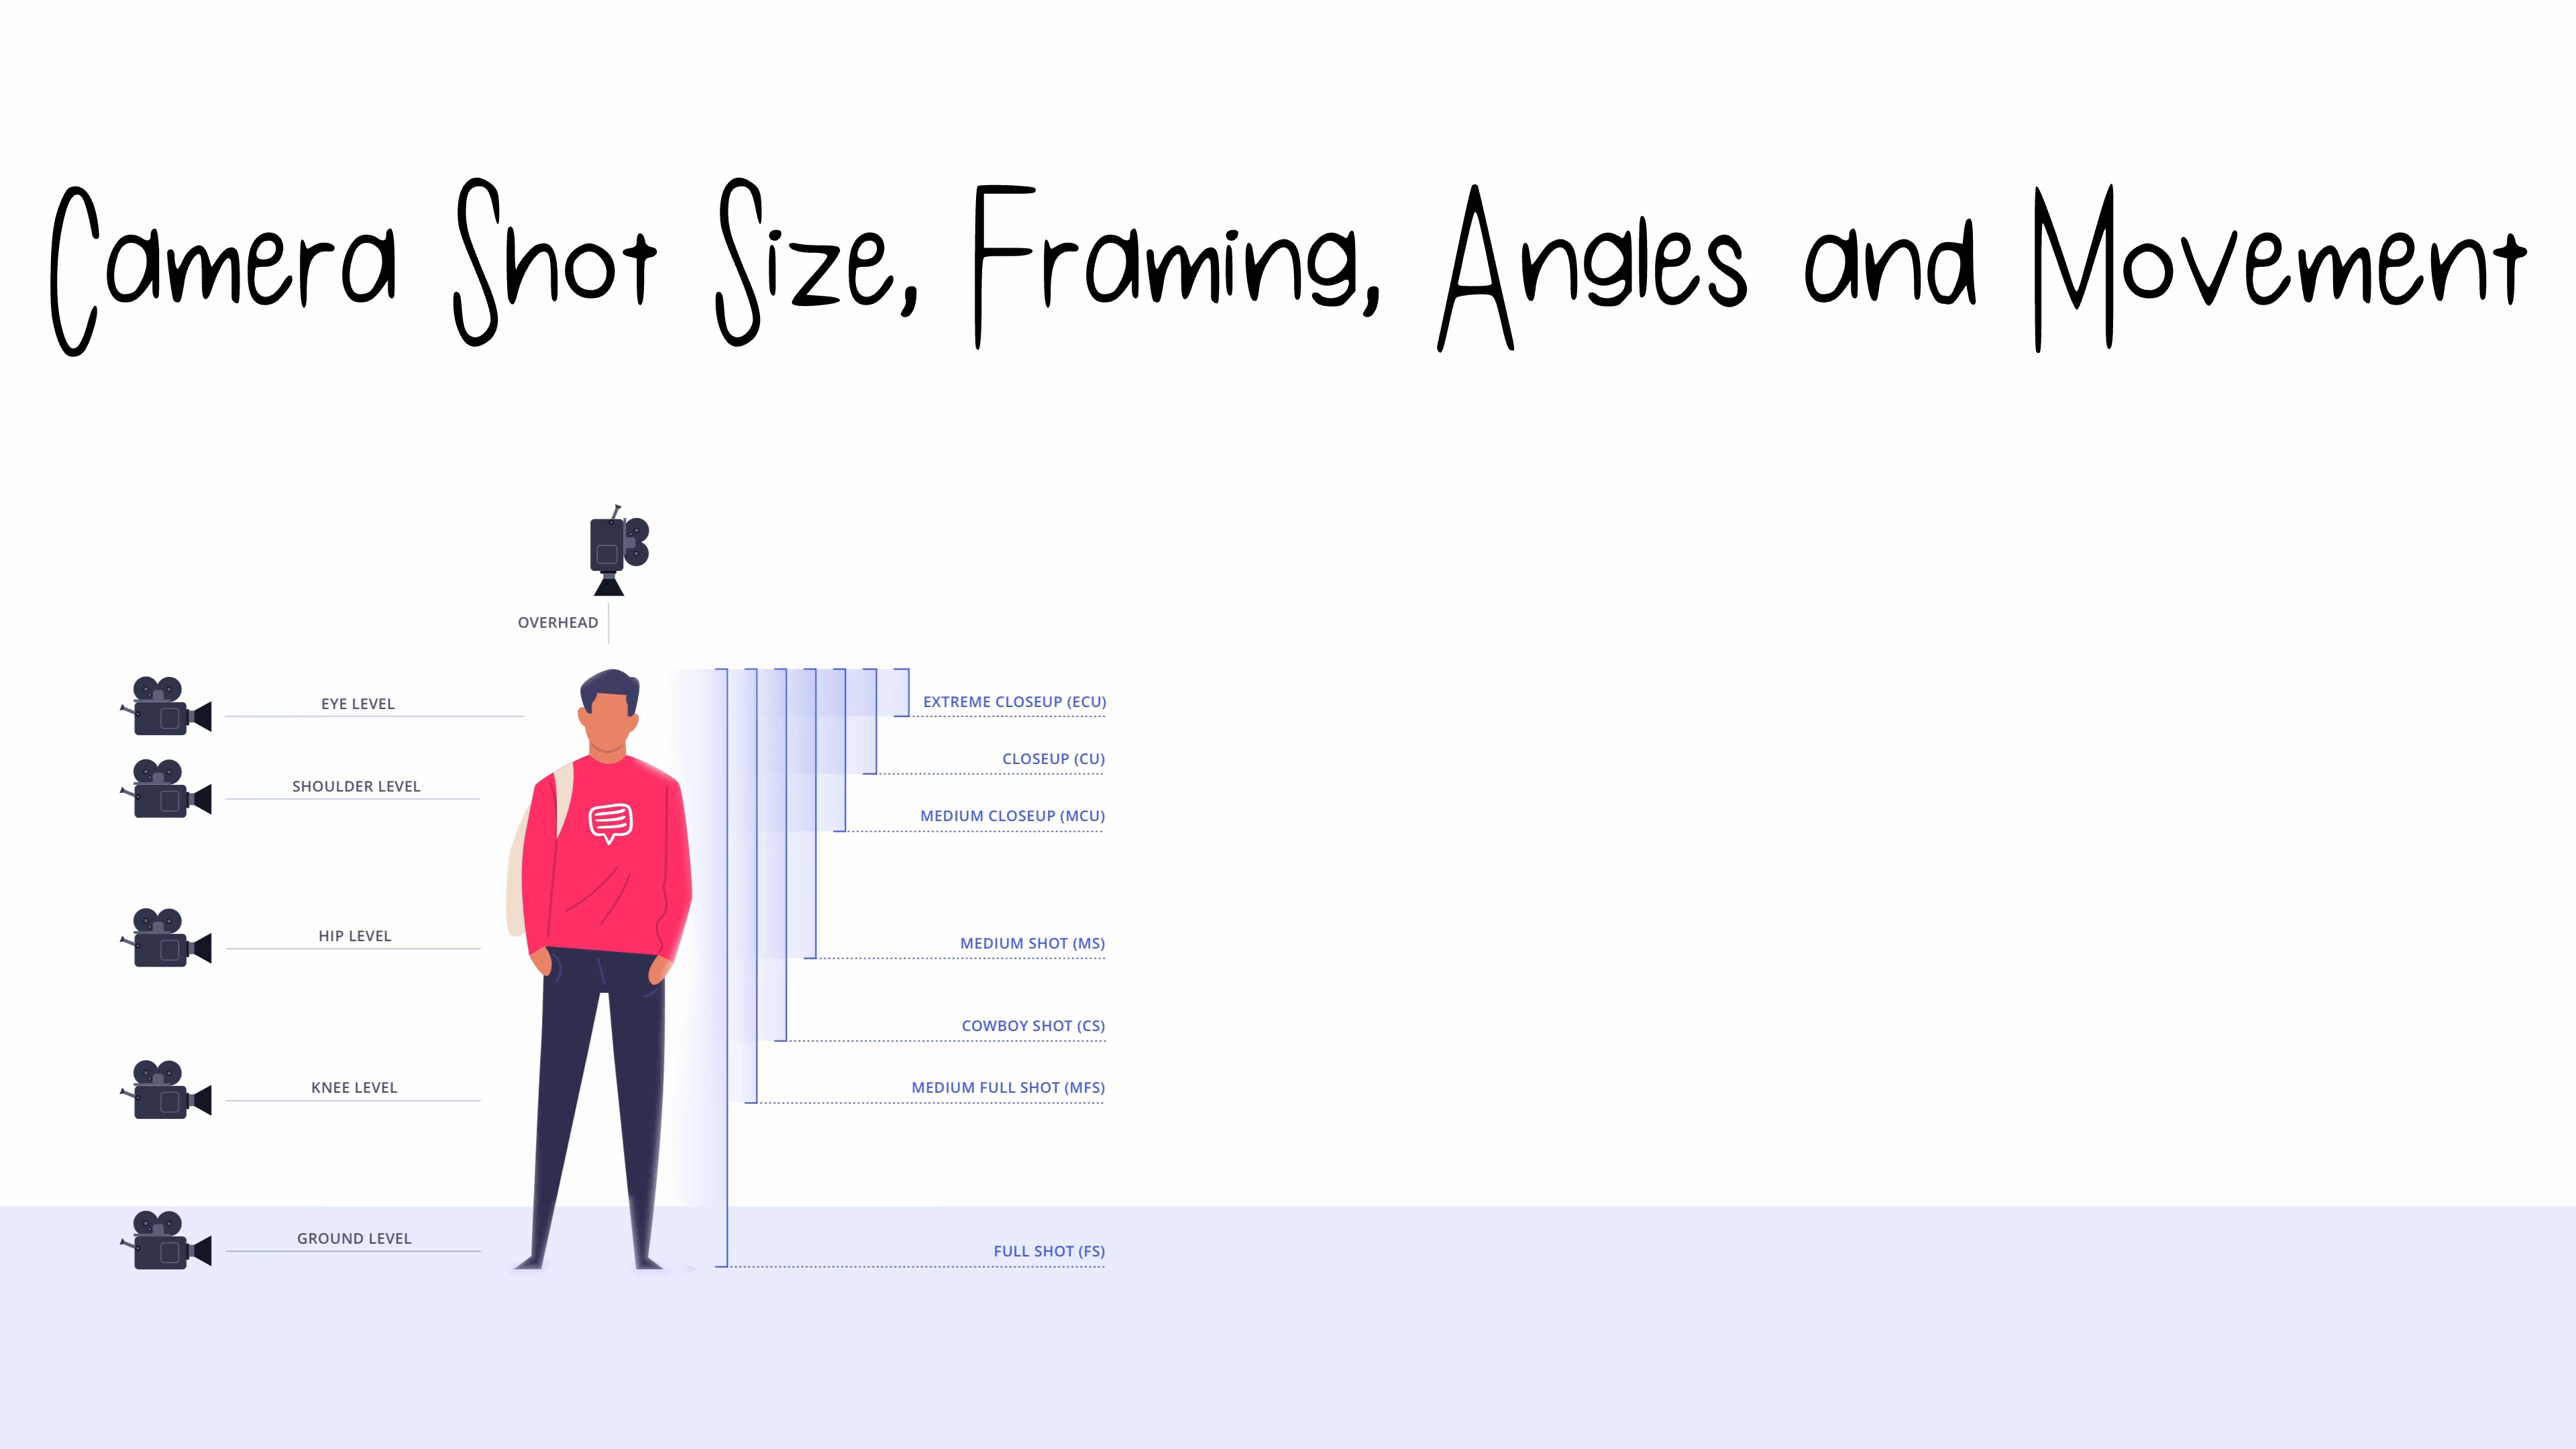 Camera Shot Size, Framing, Angles and Movement
OVERHEAD
EYE LEVEL
SHOULDER LEVEL
HIP LEVEL
KNEE LEVEL
GROUND LEVEL
EXTREME CLOSEUP (ECU)
CLOSEUP (CU)
MEDIUM CLOSEUP (MCU)
MEDIUM SHOT (MS)
COWBOY SHOT (CS)
MEDIUM FULL SHOT (MFS)
FULL SHOT (FS)